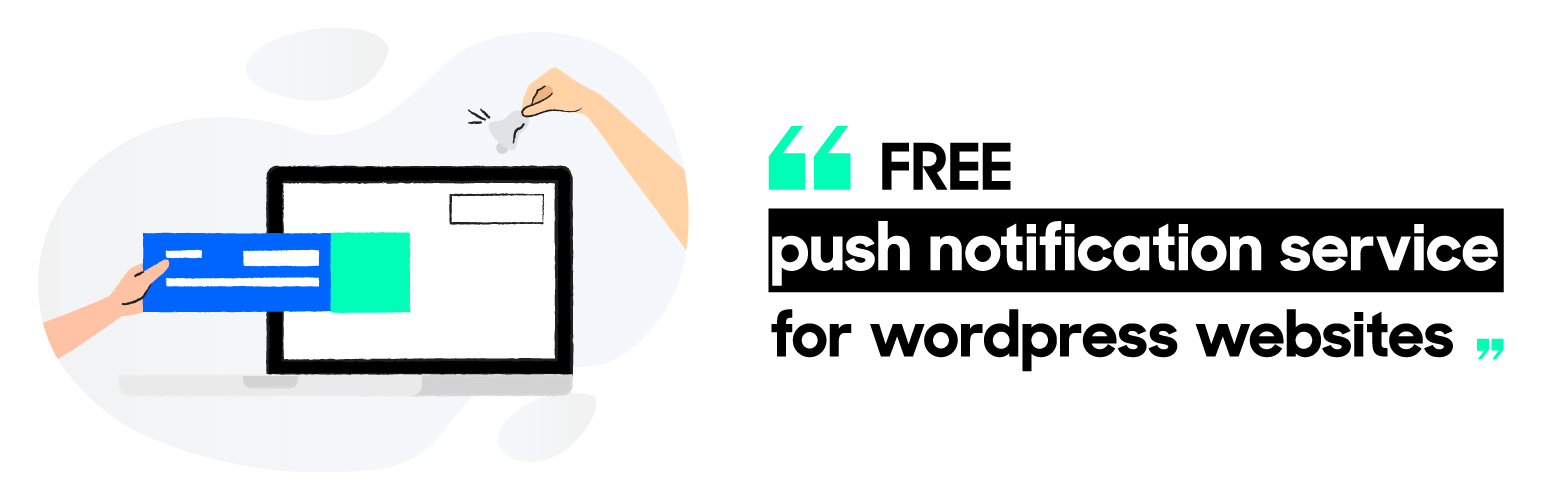 “ FREE
push notification service
for wordpress websites ”